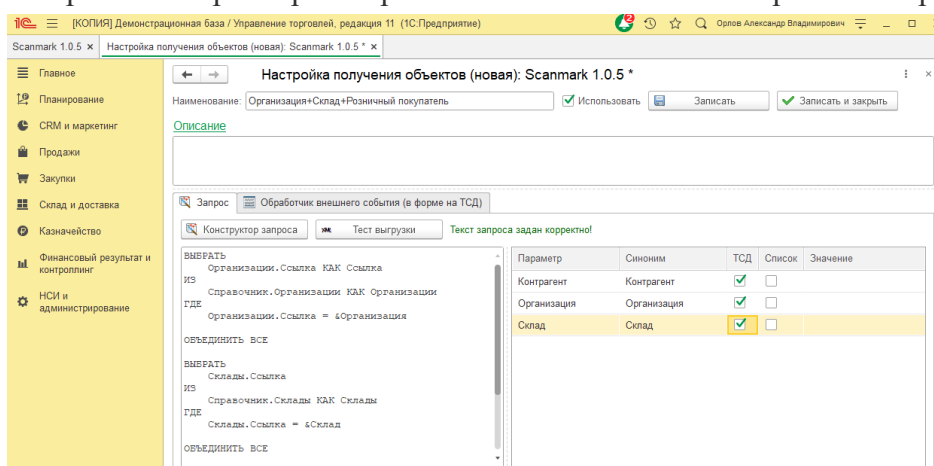 [КОПИЯ] Демонстрационная база / Управление торговлей, редакция 11 (1С:Предприятие)
2
Орлов Александр Владимирович
Scanmark 1.0.5 ×
Настройка получения объектов (новая): Scanmark 1.0.5 * ×
Главное
Планирование
CRM и маркетинг
Продажи
Закупки
Склад и доставка
Казначейство
Финансовый результат и
контроллинг
НСИ и
администрирование
Настройка получения объектов (новая): Scanmark 1.0.5 *
Наименование: Организация+Склад+Розничный покупатель
Использовать
Записать
Записать и закрыть
Описание
Запрос
Обработчик внешнего события (в форме на ТСД)
Конструктор запроса
Тест выгрузки
Текст запроса задан корректно!
ВЫБРАТЬ
Организации.Ссылка КАК Ссылка
ИЗ
Справочник.Организации КАК Организации
ГДЕ
Организации.Ссылка = &Организация
ОБЪЕДИНИТЬ ВСЕ
ВЫБРАТЬ
Склады.Ссылка
ИЗ
Справочник.Склады КАК Склады
ГДЕ
Склады.Ссылка = &Склад
ОБЪЕДИНИТЬ ВСЕ
Параметр Синоним ТСД Список Значение
Контрагент Контрагент
Организация Организация
Склад Склад